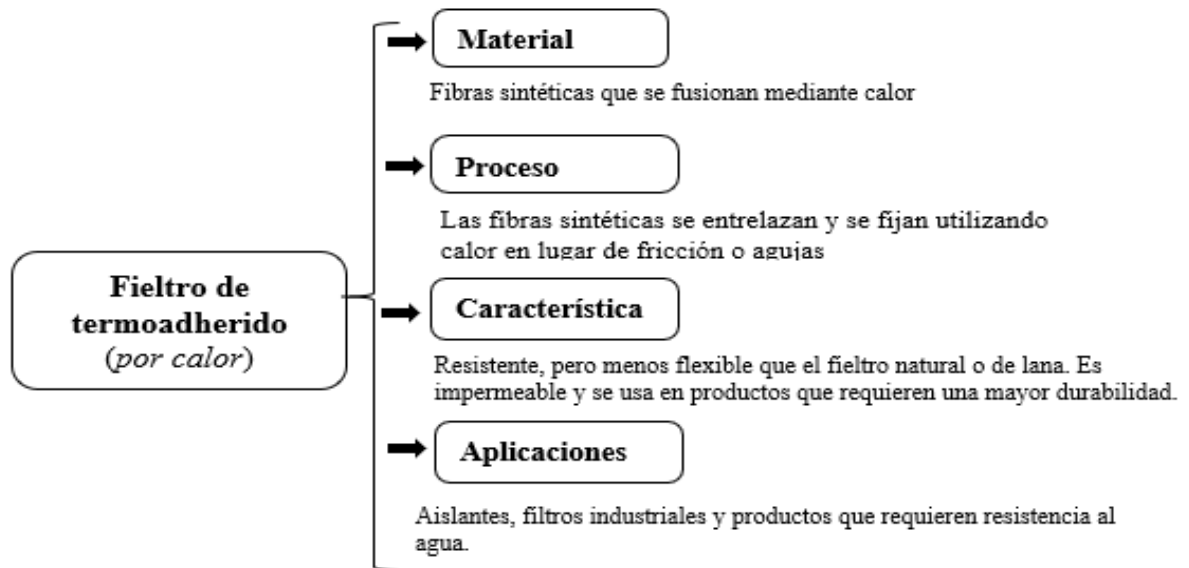 Material
Fibras sintéticas que se fusionan mediante calor
Proceso
Las fibras sintéticas se entrelazan y se fijan utilizando
calor en lugar de fricción o agujas
Fieltro de
termoadherido
(por calor)
Característica
Resistente, pero menos flexible que el fieltro natural o de lana. Es
impermeable y se usa en productos que requieren una mayor durabilidad.
Aplicaciones
Aislantes, filtros industriales y productos que requieren resistencia al
agua.